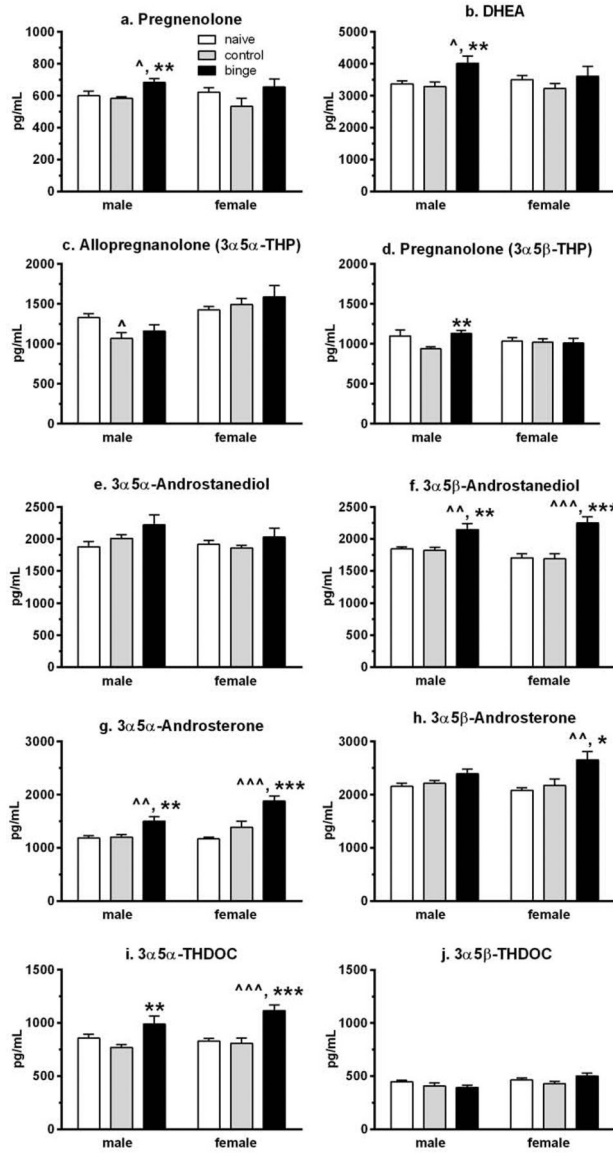 a. Pregnenolone
naive
control
binge
^, **
pg/mL
800
600
400
200
0
male female
b. DHEA
^, **
pg/mL
5000
4000
3000
2000
1000
0
male female
c. Allopregnanolone (3α5α-THP)
^
pg/mL
2000
1500
1000
500
0
male female
d. Pregnanolone (3α5β-THP)
**
pg/mL
2000
1500
1000
500
0
male female
e. 3α5α-Androstanediol
pg/mL
2500
2000
1500
1000
500
0
male female
f. 3α5β-Androstanediol
^^, ** ^^^, ***
pg/mL
2500
2000
1500
1000
500
0
male female
g. 3α5α-Androsterone
^^, ** ^^^, ***
pg/mL
3000
2000
1000
0
male female
h. 3α5β-Androsterone
^^, *
pg/mL
3000
2000
1000
0
male female
i. 3α5α-THDOC
** ^^^, ***
pg/mL
1500
1000
500
0
male female
j. 3α5β-THDOC
pg/mL
1500
1000
500
0
male female